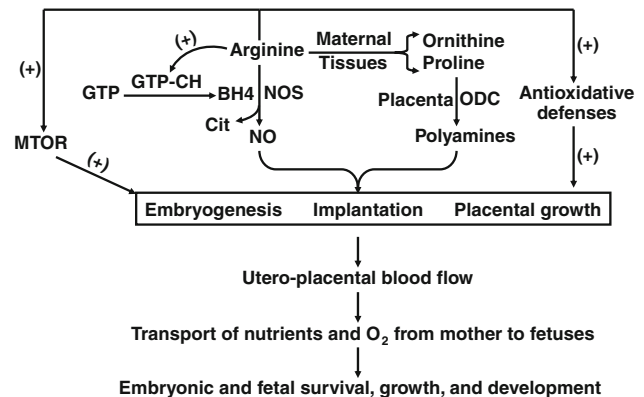 (+)
Arginine
Maternal
Tissues
Ornithine
Proline
(+)
(+)
GTP-CH
GTP
BH4
NOS
Placenta
ODC
Antioxidative
defenses
Cit
MTOR
NO
Polyamines
(+)
(+)
Embryogenesis Implantation Placental growth
Utero-placental blood flow
Transport of nutrients and O2 from mother to fetuses
Embryonic and fetal survival, growth, and development